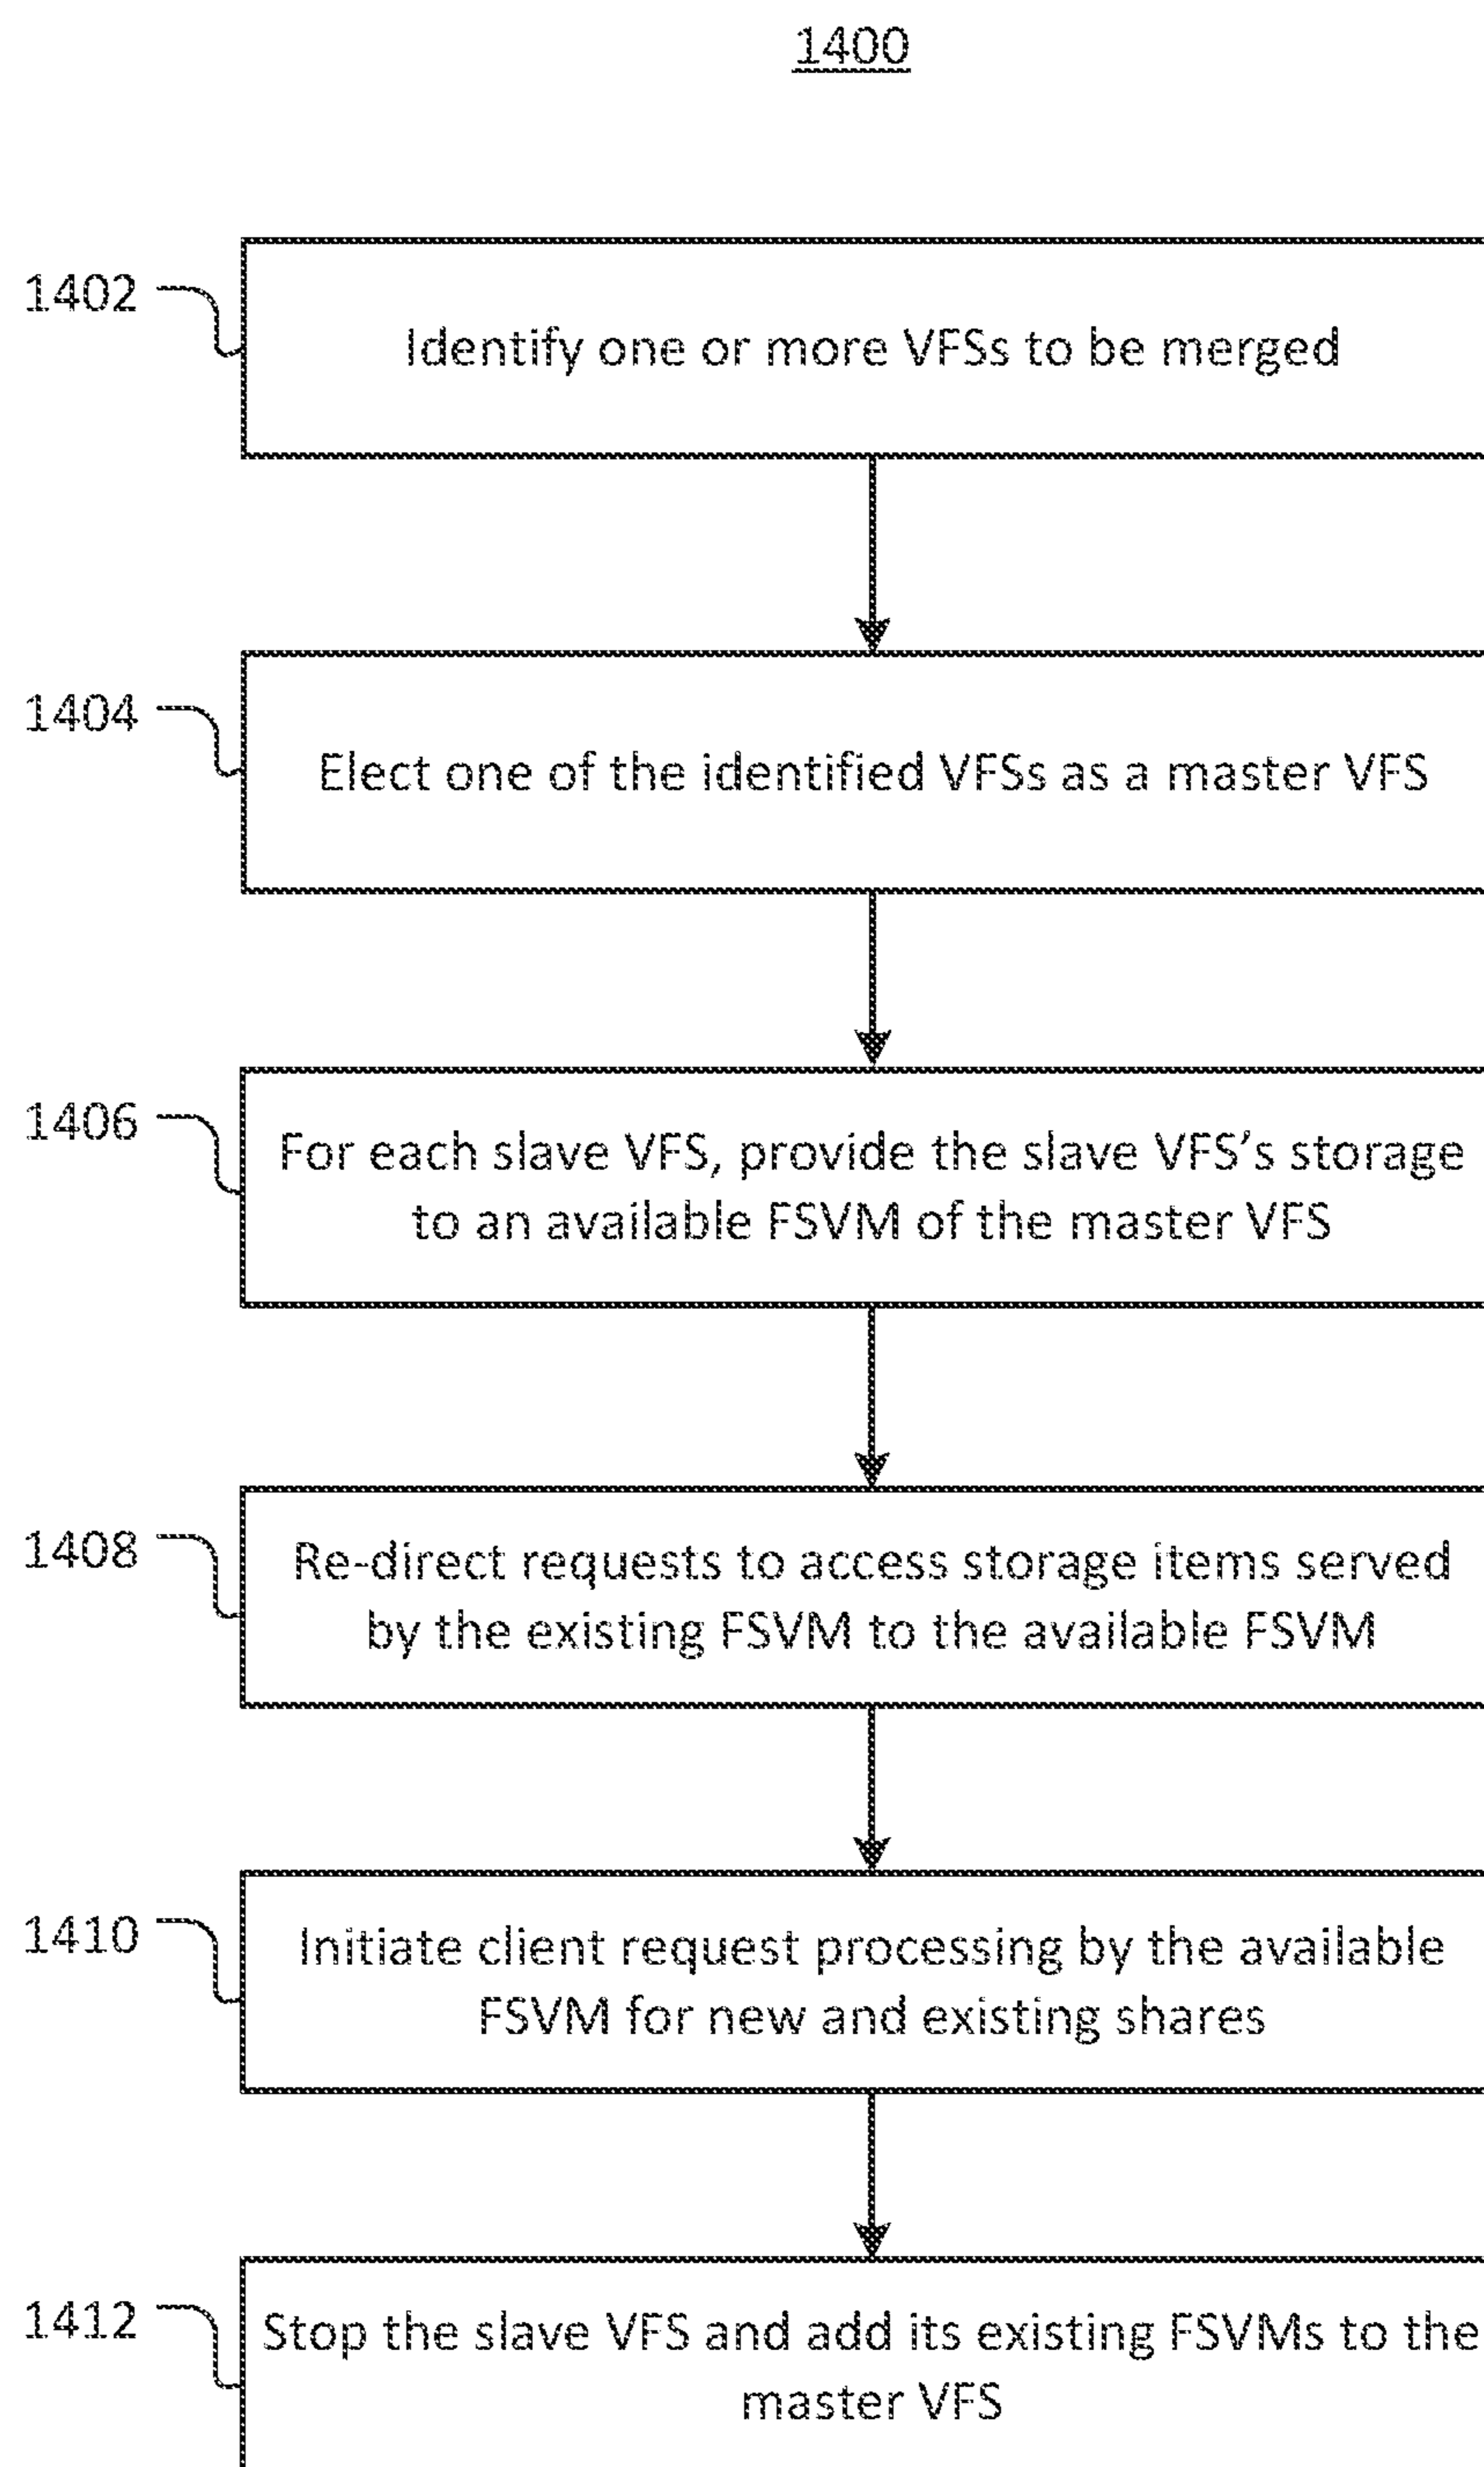 1400
1402
Identify one or more VFSs to be merged
1404
Elect one of the identified VFSs as a master VFS
1406
For each slave VFS, provide the slave VFS's storage
to an available FSVM of the master VFS
1408
Re-direct requests to access storage items served
by the existing FSVM to the available FSVM
1410
Initiate client request processing by the available
FSVM for new and existing shares
1412
Stop the slave VFS and add its existing FSVMs to the
master VFS